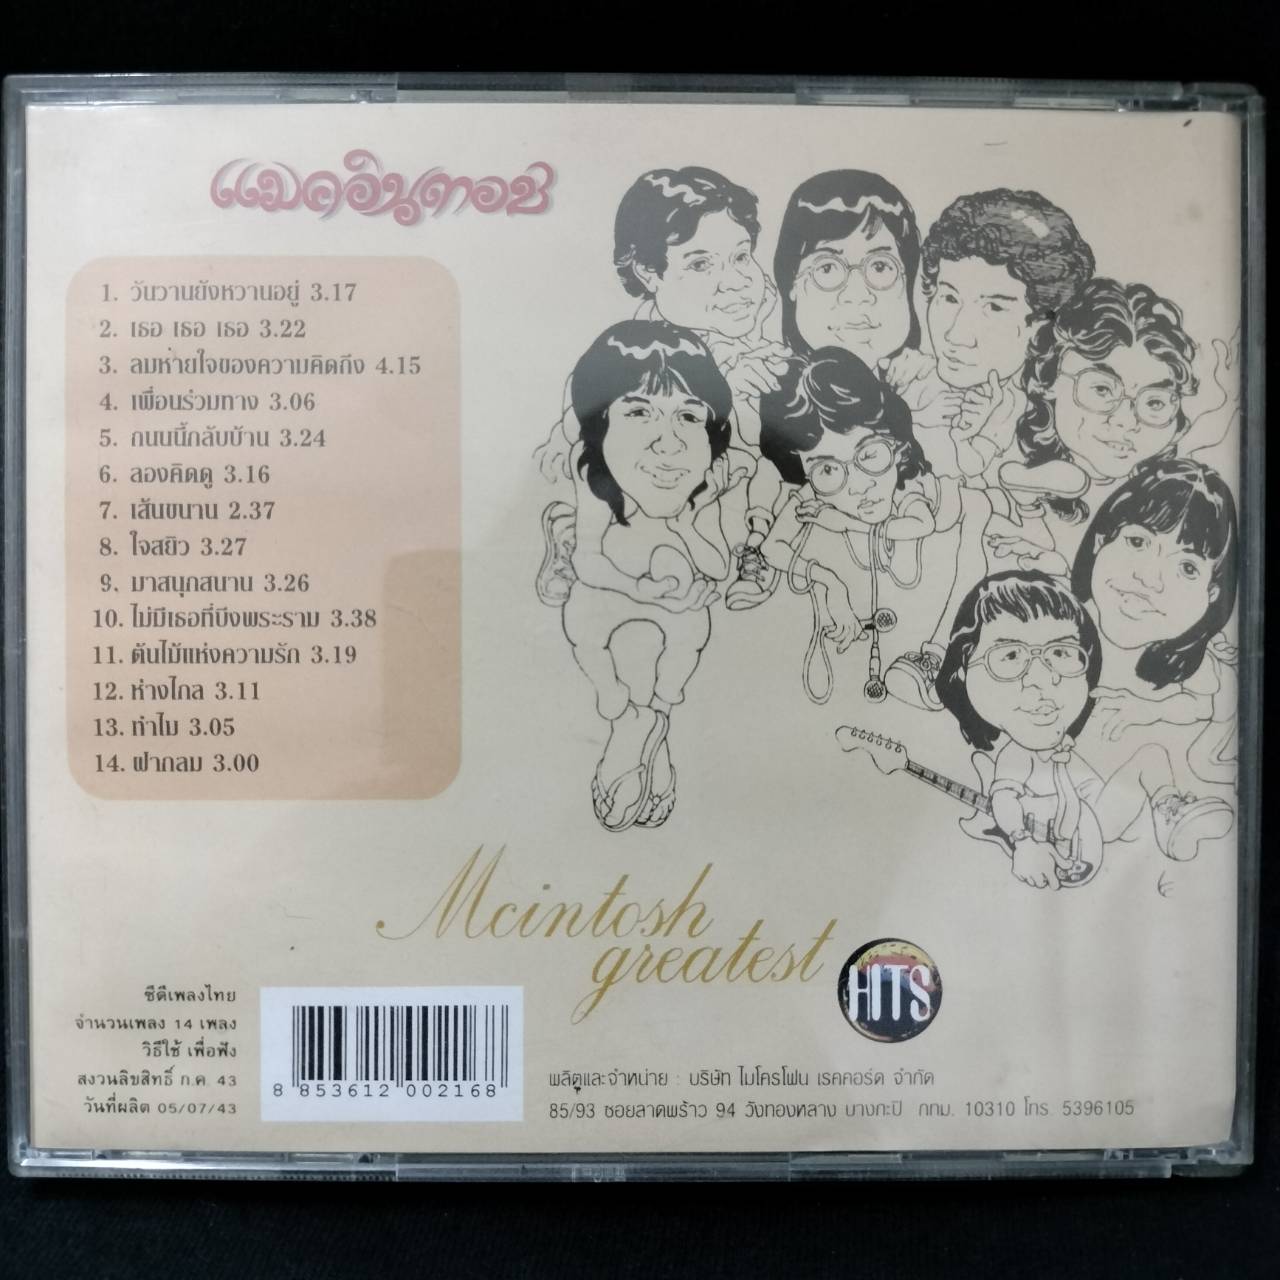 แมคอินทอช
1. วันวานยังหวานอยู่ 3.17
2. เธอ เธอ เธอ 3.22
3. ลมหายใจของความคิดถึง 4.15
4. เพื่อนร่วมทาง 3.06
5. ถนนนี้กลับบ้าน 3.24
6. ลองคิดดู 3.16
7. เส้นขนาน 2.37
8. ใจสยิว 3.27
9. มาสนุกสนาน 3.26
10. ไม่มีเธอที่บึงพระราม 3.38
11. ต้นไม้แห่งความรัก 3.19
12. ห่างไกล 3.11
13. ทำไม 3.05
14. ฝากลม 3.00
Mcintosh
greatest
HITS
ซีดีเพลงไทย
จำนวนเพลง 14 เพลง
วิธีใช้ เพื่อฟัง
สงวนลิขสิทธิ์ ก.ค. 43
วันที่ผลิต 05/07/43
8 853612 002168
ผลิตและจำหน่าย : บริษัท ไมโครโฟน เรคคอร์ด จำกัด
85/93 ซอยลาดพร้าว 94 วังทองหลาง บางกะปิ กทม. 10310 โทร. 5396105